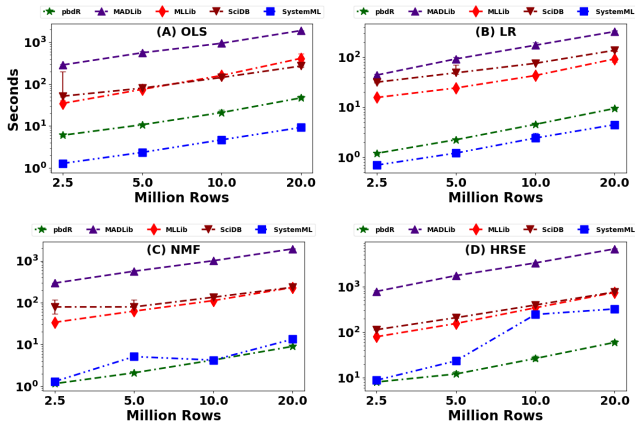 pbdR MADLib MLLib SciDB SystemML
(A) OLS
Seconds
10³
10²
10¹
10⁰
2.5 5.0 10.0 20.0
Million Rows
pbdR MADLib MLLib SciDB SystemML
(B) LR
10²
10¹
10⁰
2.5 5.0 10.0 20.0
Million Rows
pbdR MADLib MLLib SciDB SystemML
(C) NMF
10³
10²
10¹
10⁰
2.5 5.0 10.0 20.0
Million Rows
pbdR MADLib MLLib SciDB SystemML
(D) HRSE
10³
10²
10¹
2.5 5.0 10.0 20.0
Million Rows